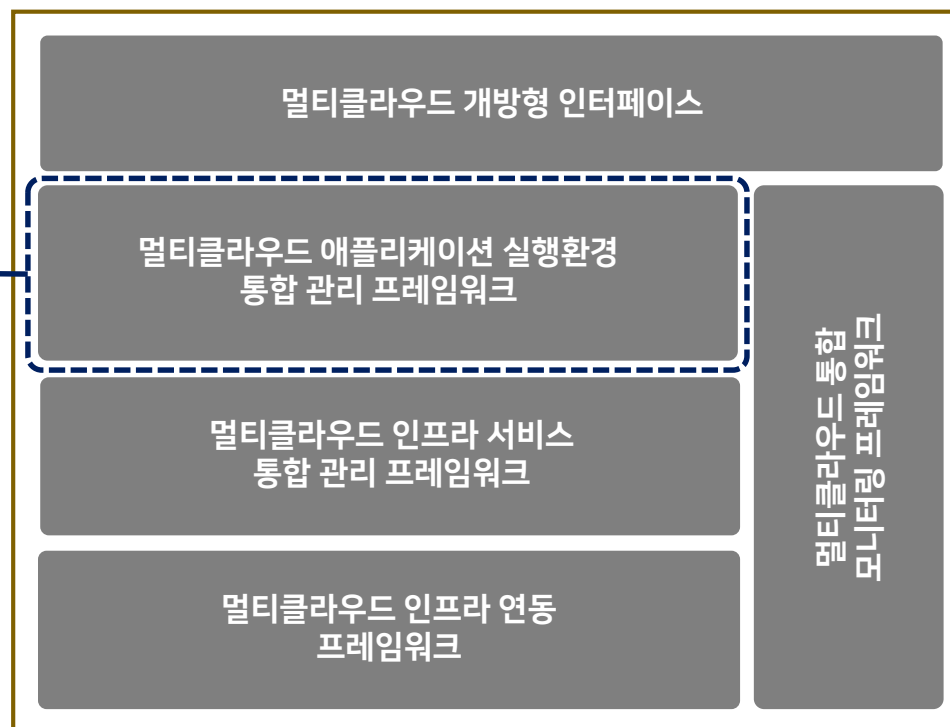 멀티클라우드 개방형 인터페이스
멀티클라우드 애플리케이션 실행환경
통합 관리 프레임워크
멀티클라우드 통합
모니터링 프레임워크
멀티클라우드 인프라 서비스
통합 관리 프레임워크
멀티클라우드 인프라 연동
프레임워크